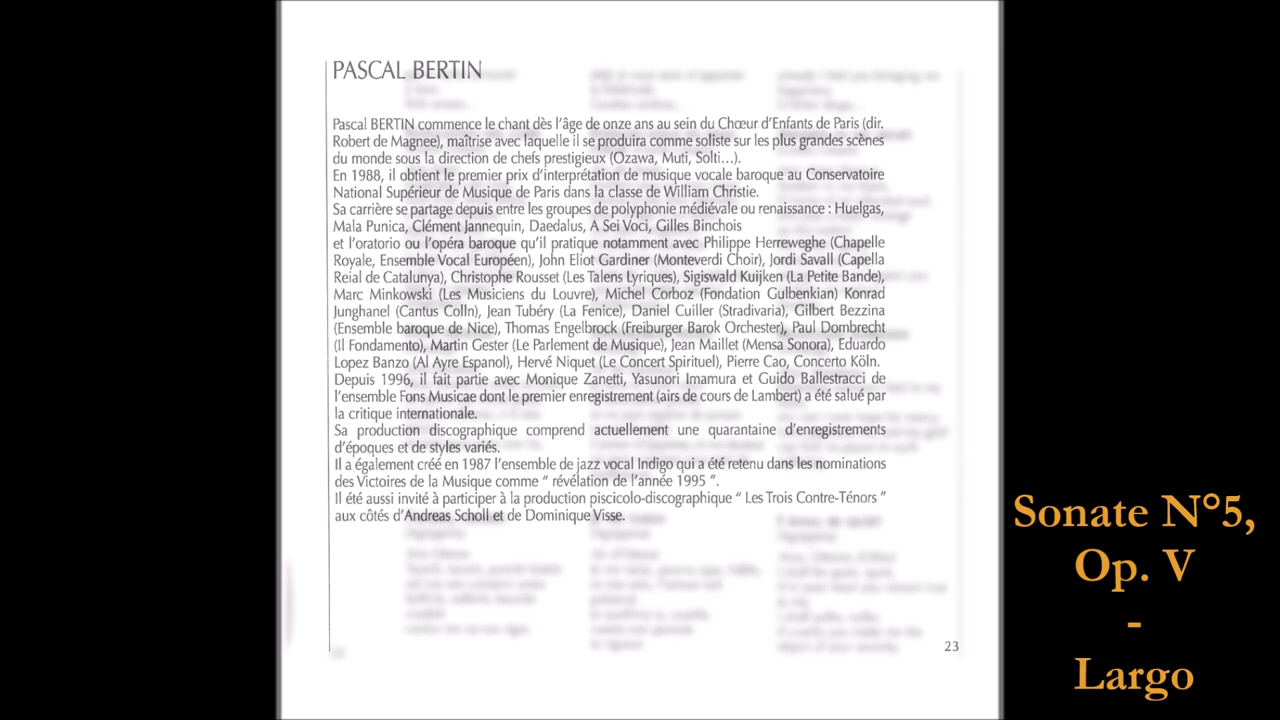 PASCAL BERTIN
Pascal BERTIN commence le chant dès l'âge de onze ans au sein du Chœur d'Enfants de Paris (dir.
Robert de Magnee), maîtrise avec laquelle il se produira comme soliste sur les plus grandes scènes
du monde sous la direction de chefs prestigieux (Ozawa, Muti, Solti...).
En 1988, il obtient le premier prix d'interprétation de musique vocale baroque au Conservatoire
National Supérieur de Musique de Paris dans la classe de William Christie.
Sa carrière se partage depuis entre les groupes de polyphonie médiévale ou renaissance : Huelgas,
Mala Punica, Clément Jannequin, Daedalus, A Sei Voci, Gilles Binchois
et l'oratorio ou l'opéra baroque qu'il pratique notamment avec Philippe Herreweghe (Chapelle
Royale, Ensemble Vocal Européen), John Eliot Gardiner (Monteverdi Choir), Jordi Savall (Capella
Reial de Catalunya), Christophe Rousset (Les Talens Lyriques), Sigiswald Kuijken (La Petite Bande),
Marc Minkowski (Les Musiciens du Louvre), Michel Corboz (Fondation Gulbenkian) Konrad
Junghanel (Cantus Colln), Jean Tubéry (La Fenice), Daniel Cuiller (Stradivaria), Gilbert Bezzina
(Ensemble baroque de Nice), Thomas Engelbrock (Freiburger Barok Orchester), Paul Dombrecht
(Il Fondamento), Martin Gester (Le Parlement de Musique), Jean Maillet (Mensa Sonora), Eduardo
Lopez Banzo (Al Ayre Espanol), Hervé Niquet (Le Concert Spirituel), Pierre Cao, Concerto Köln.
Depuis 1996, il fait partie avec Monique Zanetti, Yasunori Imamura et Guido Ballestracci de
l'ensemble Fons Musicae dont le premier enregistrement (airs de cours de Lambert) a été salué par
la critique internationale.
Sa production discographique comprend actuellement une quarantaine d'enregistrements
d'époques et de styles variés.
Il a également créé en 1987 l'ensemble de jazz vocal Indigo qui a été retenu dans les nominations
des Victoires de la Musique comme " révélation de l'année 1995 ".
Il été aussi invité à participer à la production piscicolo-discographique " Les Trois Contre-Ténors "
aux côtés d'Andreas Scholl et de Dominique Visse.
23
Sonate N°5,
Op. V
-
Largo